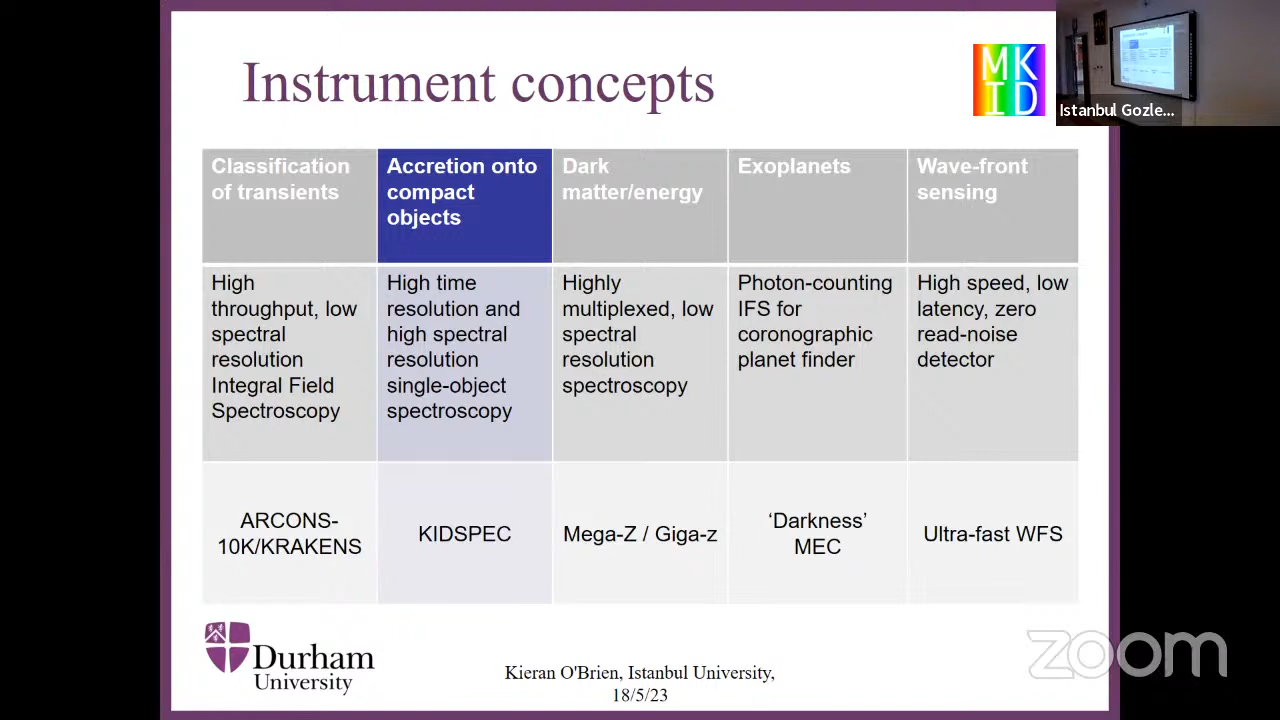 Instrument concepts
MK
ID
Istanbul Gozle...
Classification
of transients
Accretion onto
compact
objects
Dark
matter/energy
Exoplanets
Wave-front
sensing
High
throughput, low
spectral
resolution
Integral Field
Spectroscopy
High time
resolution and
high spectral
resolution
single-object
spectroscopy
Highly
multiplexed, low
spectral
resolution
spectroscopy
Photon-counting
IFS for
coronographic
planet finder
High speed, low
latency, zero
read-noise
detector
ARCONS-
10K/KRAKENS
KIDSPEC
Mega-Z / Giga-z
‘Darkness’
MEC
Ultra-fast WFS
Durham
University
Kieran O'Brien, Istanbul University,
18/5/23
zoom